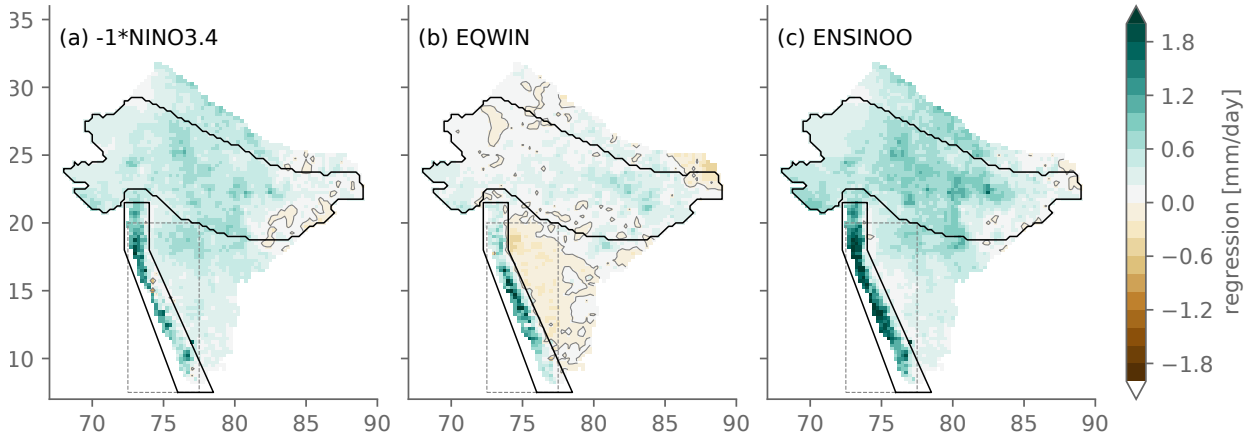 (a) -1*NINO3.4
(b) EQWIN
(c) ENSINOO
35
30
25
20
15
10
70 75 80 85 90
70 75 80 85 90
70 75 80 85 90
1.8
1.2
0.6
0.0
−0.6
−1.2
−1.8
regression [mm/day]